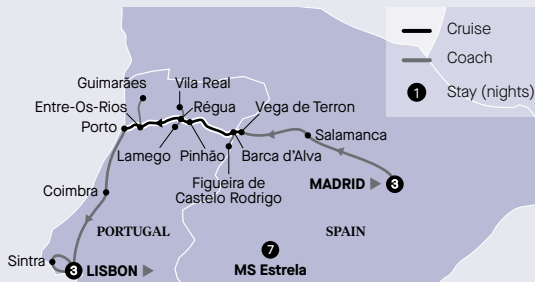 Cruise
Coach
1 Stay (nights)
Guimarães
Vila Real
Entre-Os-Rios
Régua
Vega de Terron
Porto
Salamanca
Lamego
Pinhão
Barca d’Alva
Figueira de
Castelo Rodrigo
MADRID
3
Coimbra
PORTUGAL
SPAIN
7
MS Estrela
Sintra
3
LISBON